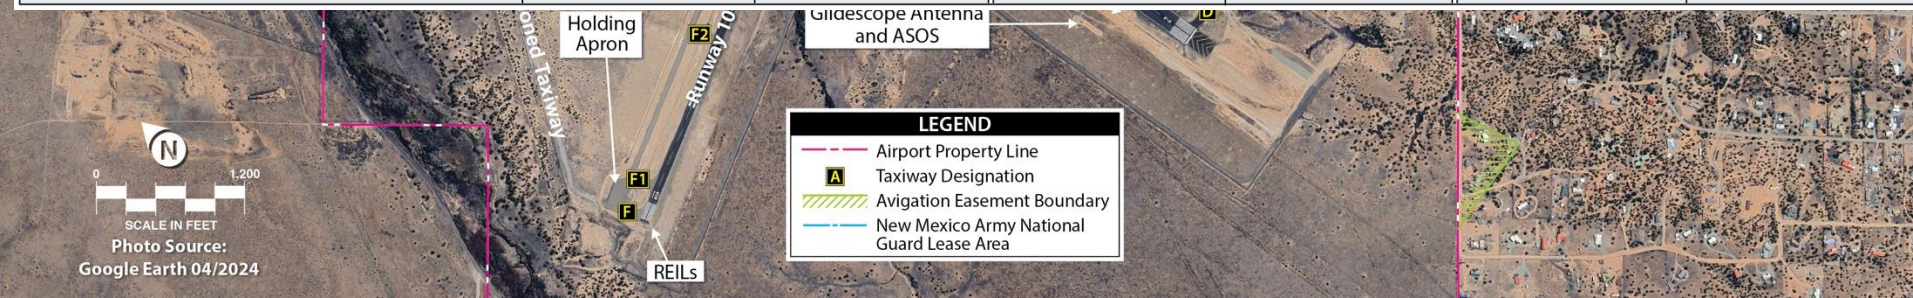 Holding
Apron
F2
Runway 10
oned Taxiway
Glidescope Antenna
and ASOS
D
N
0 1,200
SCALE IN FEET
Photo Source:
Google Earth 04/2024
F1
F
REILs
LEGEND
Airport Property Line
A Taxiway Designation
Avigation Easement Boundary
New Mexico Army National
Guard Lease Area